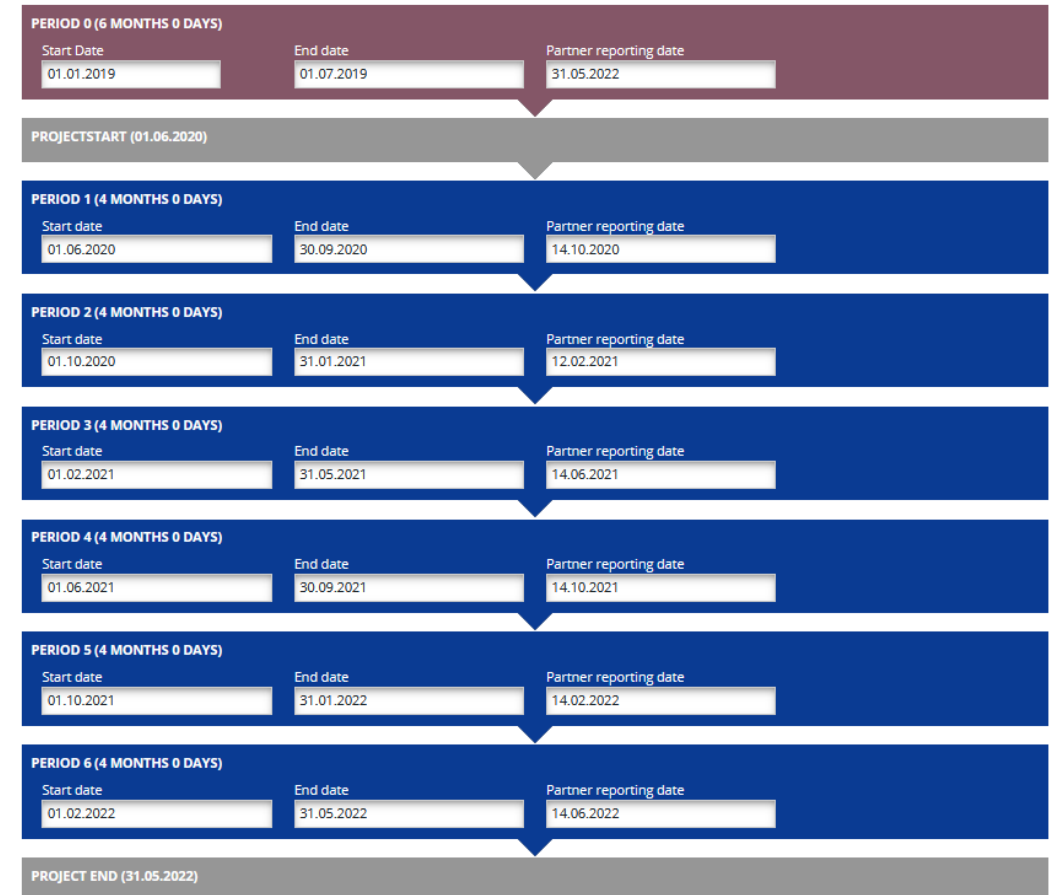 PERIOD 0 (6 MONTHS 0 DAYS)
Start Date End date Partner reporting date
01.01.2019 01.07.2019 31.05.2022
PROJECTSTART (01.06.2020)
PERIOD 1 (4 MONTHS 0 DAYS)
Start date End date Partner reporting date
01.06.2020 30.09.2020 14.10.2020
PERIOD 2 (4 MONTHS 0 DAYS)
Start date End date Partner reporting date
01.10.2020 31.01.2021 12.02.2021
PERIOD 3 (4 MONTHS 0 DAYS)
Start date End date Partner reporting date
01.02.2021 31.05.2021 14.06.2021
PERIOD 4 (4 MONTHS 0 DAYS)
Start date End date Partner reporting date
01.06.2021 30.09.2021 14.10.2021
PERIOD 5 (4 MONTHS 0 DAYS)
Start date End date Partner reporting date
01.10.2021 31.01.2022 14.02.2022
PERIOD 6 (4 MONTHS 0 DAYS)
Start date End date Partner reporting date
01.02.2022 31.05.2022 14.06.2022
PROJECT END (31.05.2022)